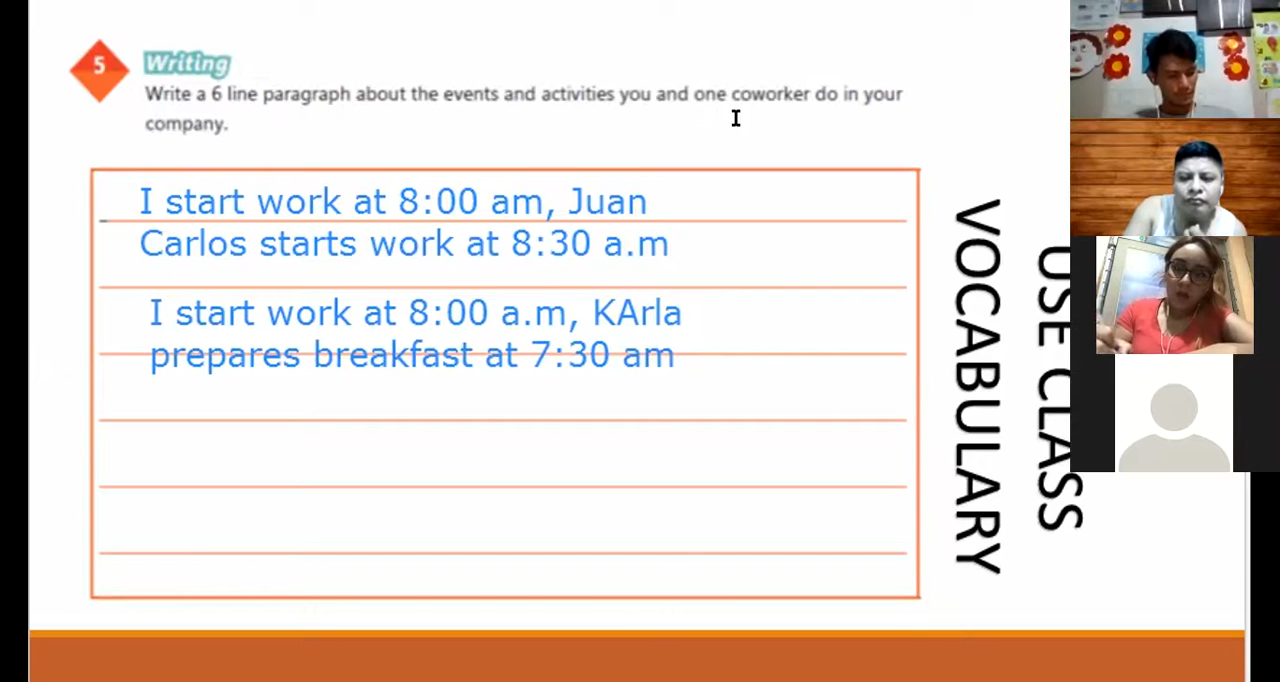 5
Writing
Write a 6 line paragraph about the events and activities you and one coworker do in your
company.
I start work at 8:00 am, Juan
Carlos starts work at 8:30 a.m
I start work at 8:00 a.m, KArla
prepares breakfast at 7:30 am
USE CLASS
VOCABULARY